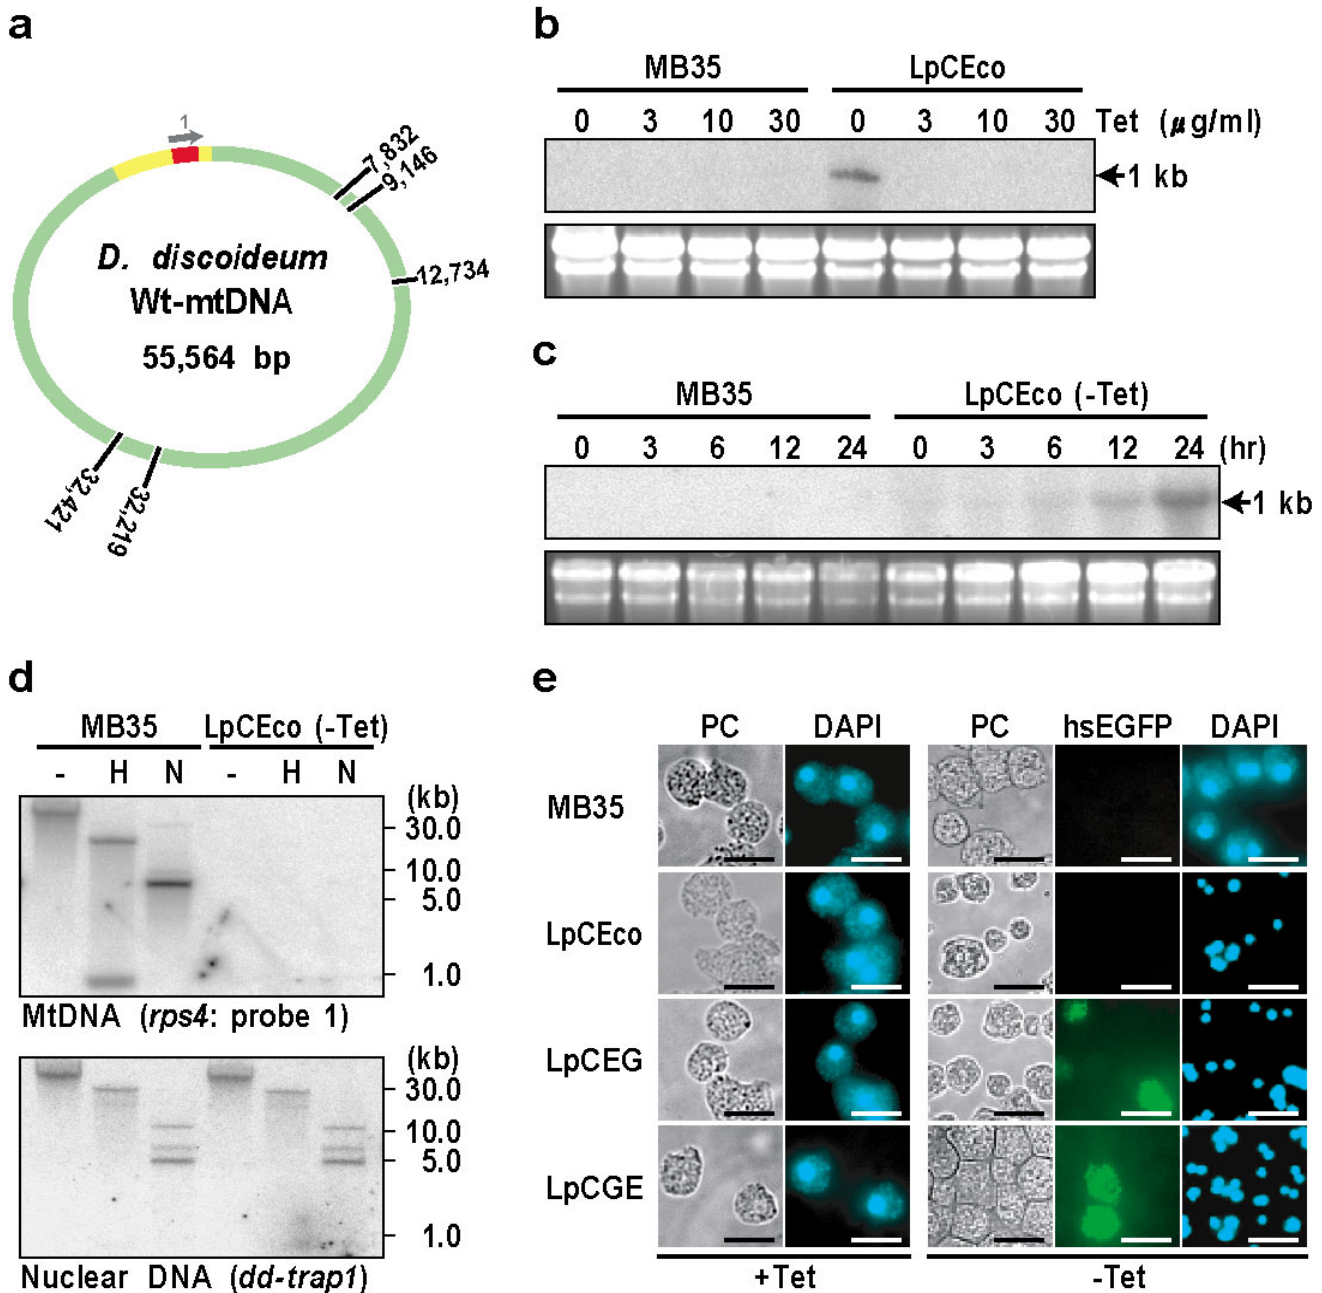 a
1
7,832
9,146
D. discoideum
12,734
Wt-mtDNA
55,564 bp
32,421
32,219
b
MB35 LpCEco
0 3 10 30 0 3 10 30 Tet (μg/ml)
1 kb
c
MB35 LpCEco (-Tet)
0 3 6 12 24 0 3 6 12 24 (hr)
1 kb
d
MB35 LpCEco (-Tet)
- H N - H N
(kb)
30.0
10.0
5.0
1.0
MtDNA (rps4: probe 1)
(kb)
30.0
10.0
5.0
1.0
Nuclear DNA (dd-trap1)
e
PC DAPI PC hsEGFP DAPI
MB35
LpCEco
LpCEG
LpCGE
+Tet -Tet